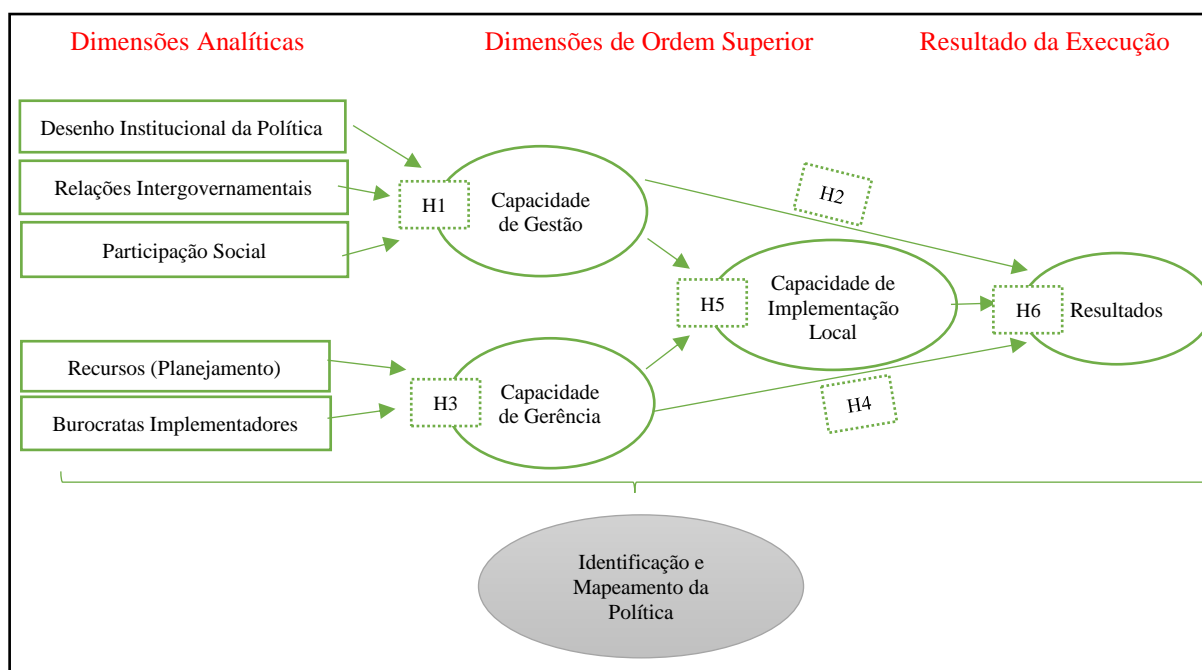 Dimensões Analíticas
Dimensões de Ordem Superior
Resultado da Execução
Desenho Institucional da Política
Relações Intergovernamentais
Participação Social
H1
Capacidade
de Gestão
H2
H5
Capacidade de
Implementação
Local
H6
Resultados
Recursos (Planejamento)
Burocratas Implementadores
H3
Capacidade
de Gerência
H4
Identificação e
Mapeamento da
Política